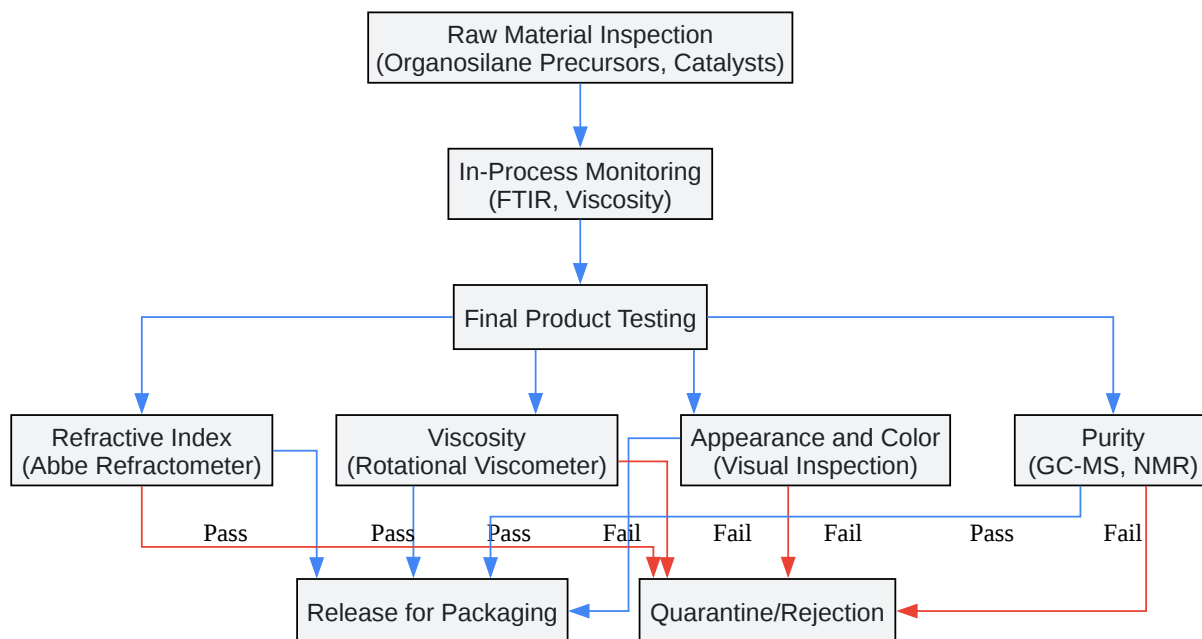 Raw Material Inspection
(Organosilane Precursors, Catalysts)
In-Process Monitoring
(FTIR, Viscosity)
Final Product Testing
Refractive Index
(Abbe Refractometer)
Viscosity
(Rotational Viscometer)
Appearance and Color
(Visual Inspection)
Purity
(GC-MS, NMR)
Pass
Pass
Pass
Fail
Fail
Fail
Pass
Fail
Release for Packaging
Quarantine/Rejection